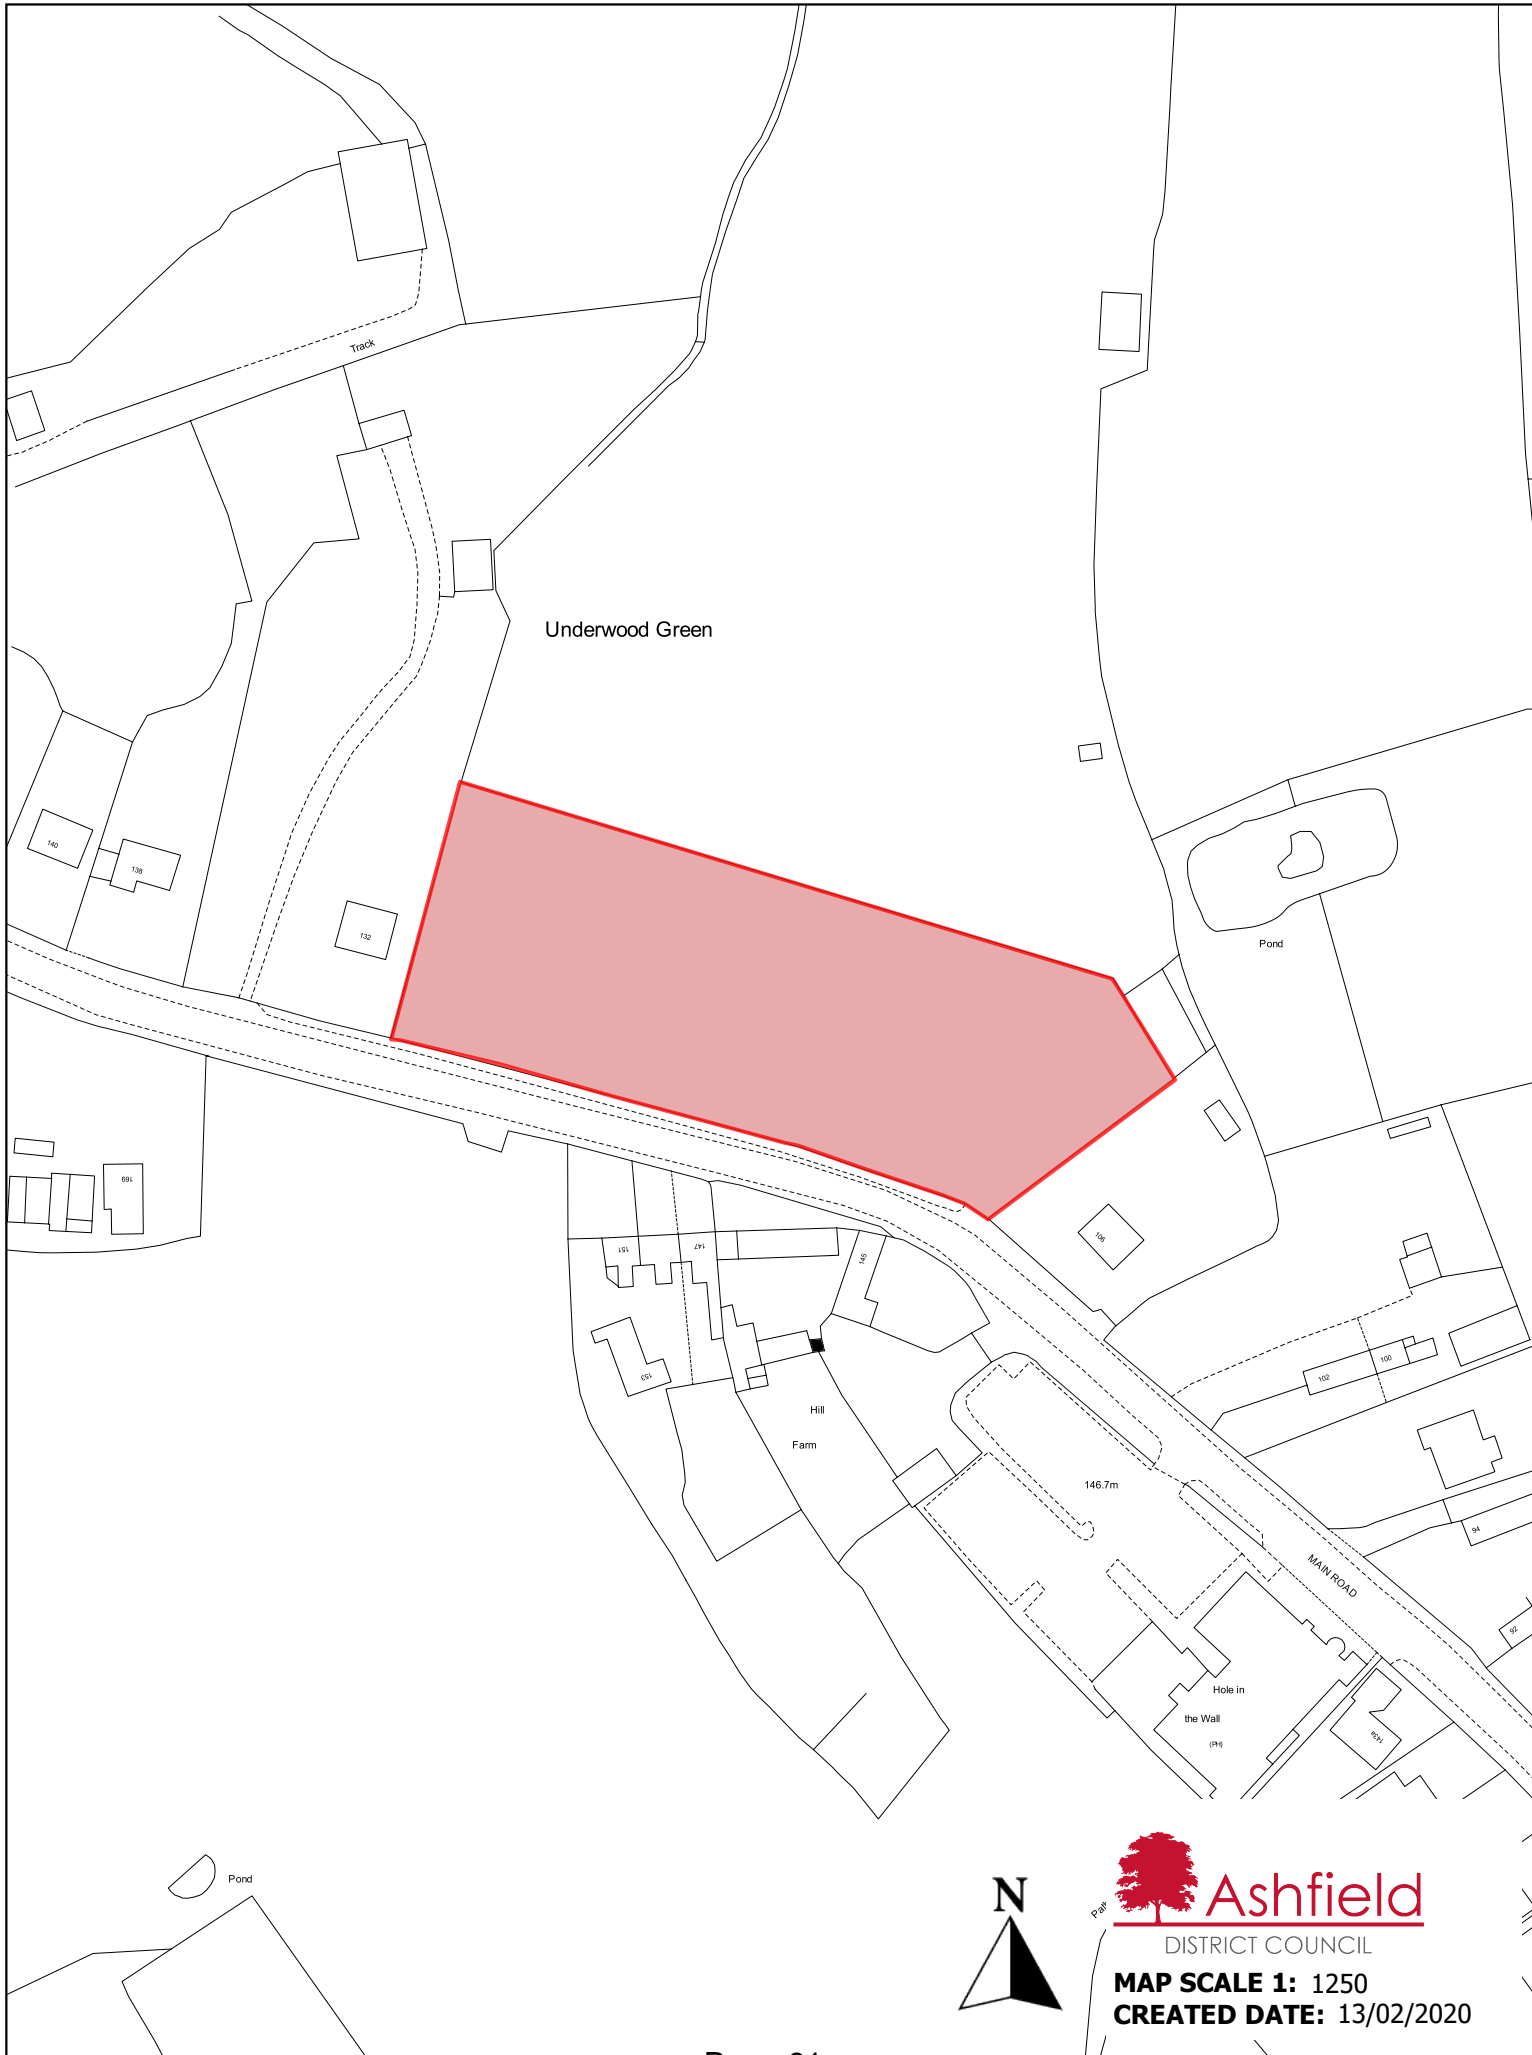 Track
Underwood Green
140
138
132
Pond
169
151
147
145
106
153
100
102
Hill
Farm
146.7m
94
MAIN ROAD
92
Hole in
the Wall
(PH)
143a
Pond
N
Ashfield
DISTRICT COUNCIL
MAP SCALE 1: 1250
CREATED DATE: 13/02/2020